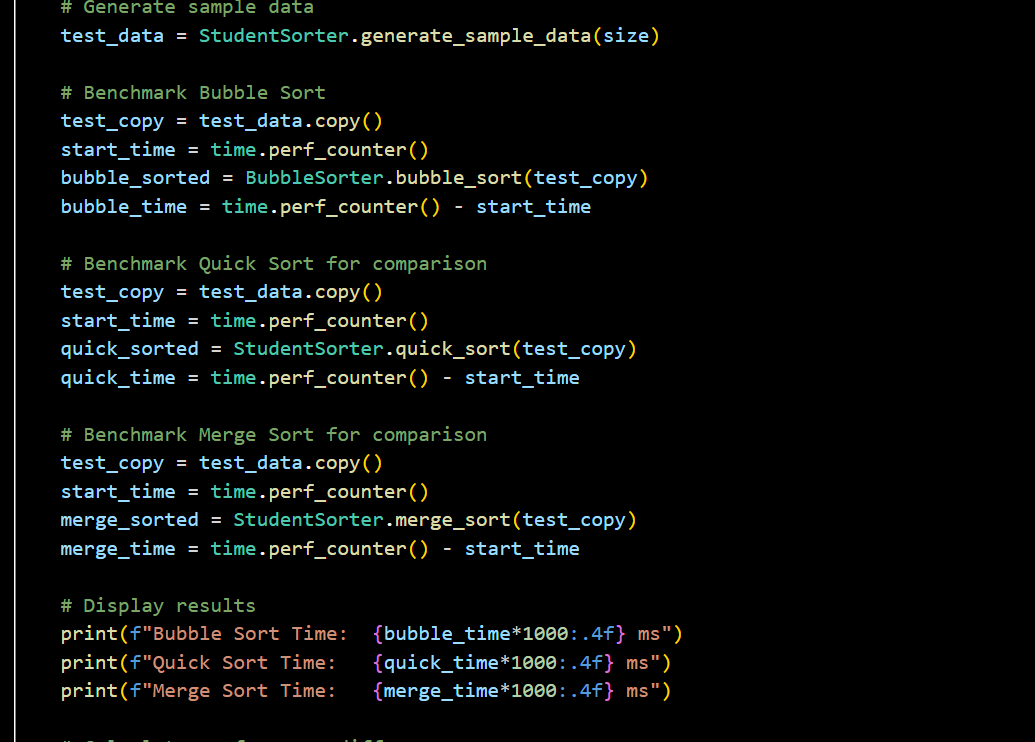 # Generate sample data
test_data = StudentSorter.generate_sample_data(size)
# Benchmark Bubble Sort
test_copy = test_data.copy()
start_time = time.perf_counter()
bubble_sorted = BubbleSorter.bubble_sort(test_copy)
bubble_time = time.perf_counter() - start_time
# Benchmark Quick Sort for comparison
test_copy = test_data.copy()
start_time = time.perf_counter()
quick_sorted = StudentSorter.quick_sort(test_copy)
quick_time = time.perf_counter() - start_time
# Benchmark Merge Sort for comparison
test_copy = test_data.copy()
start_time = time.perf_counter()
merge_sorted = StudentSorter.merge_sort(test_copy)
merge_time = time.perf_counter() - start_time
# Display results
print(f"Bubble Sort Time:  {bubble_time*1000:.4f} ms")
print(f"Quick Sort Time:   {quick_time*1000:.4f} ms")
print(f"Merge Sort Time:   {merge_time*1000:.4f} ms")